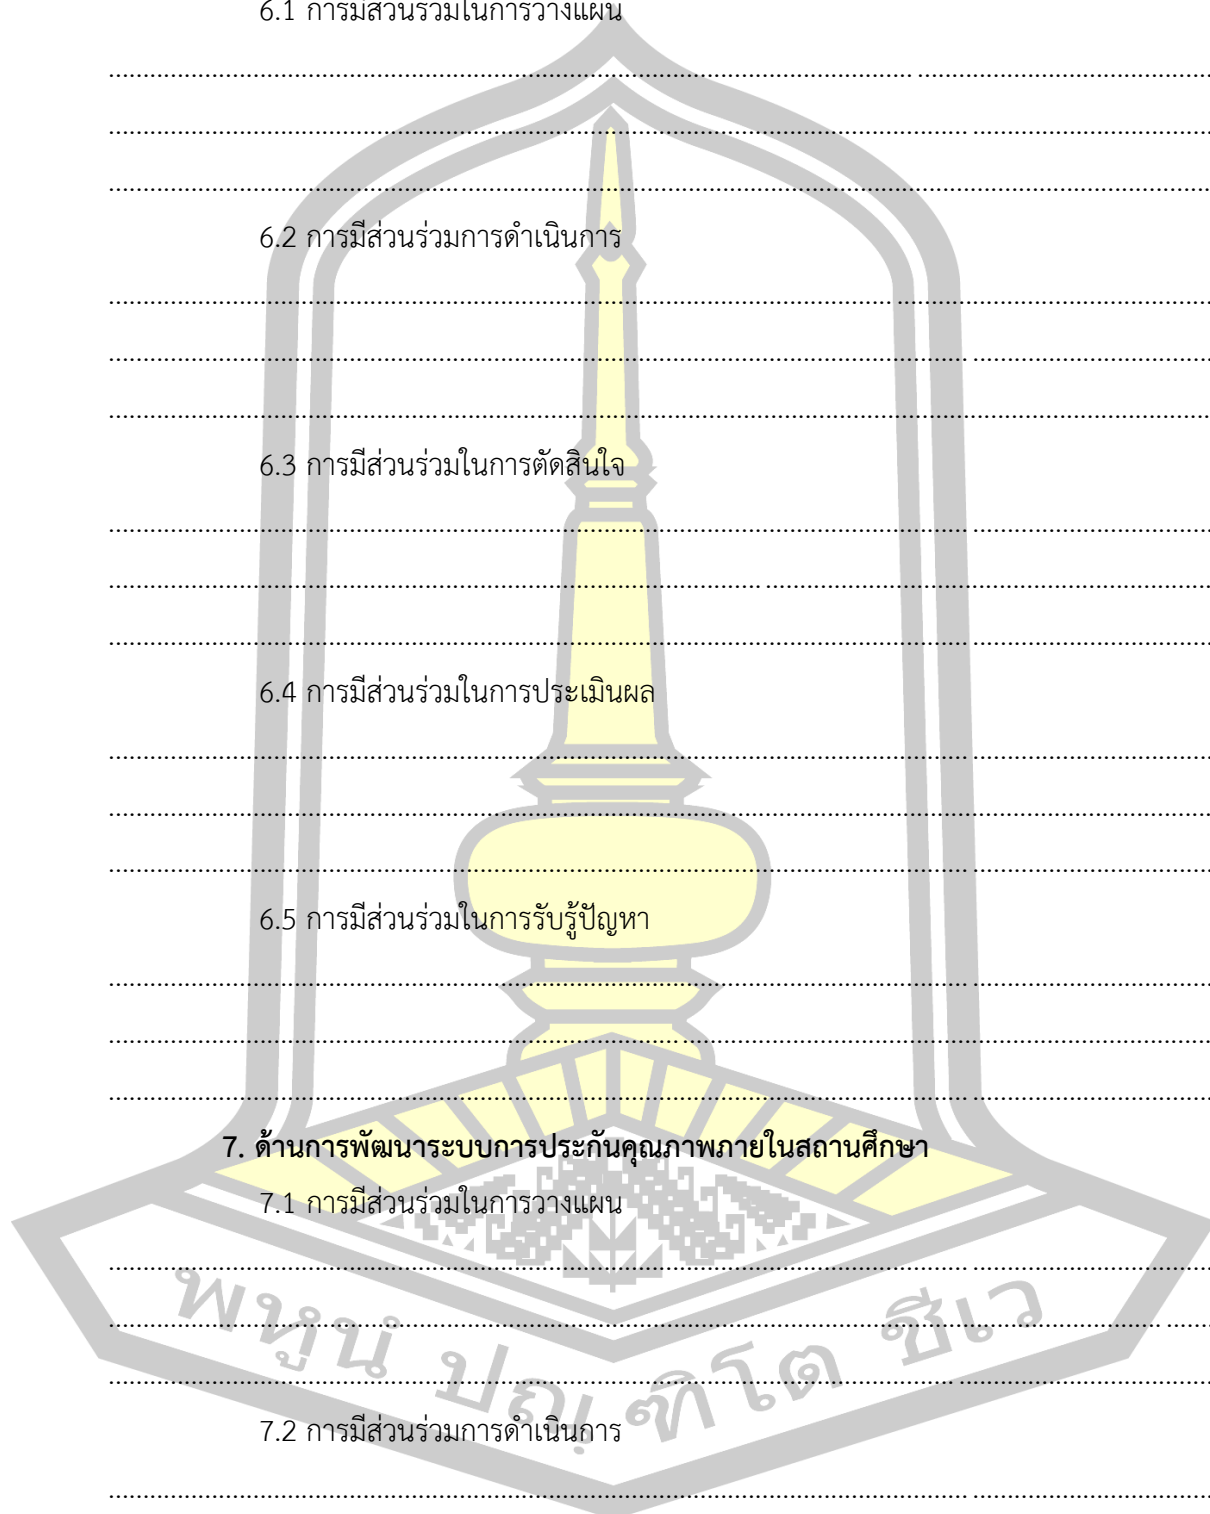 6.1 การมีส่วนร่วมในการวางแผน
6.2 การมีส่วนร่วมการดำเนินการ
6.3 การมีส่วนร่วมในการตัดสินใจ
6.4 การมีส่วนร่วมในการประเมินผล
6.5 การมีส่วนร่วมในการรับรู้ปัญหา
7. ด้านการพัฒนาระบบการประกันคุณภาพภายในสถานศึกษา
7.1 การมีส่วนร่วมในการวางแผน
พหูนํ ปณฺฑิโต ชีเว
7.2 การมีส่วนร่วมการดำเนินการ